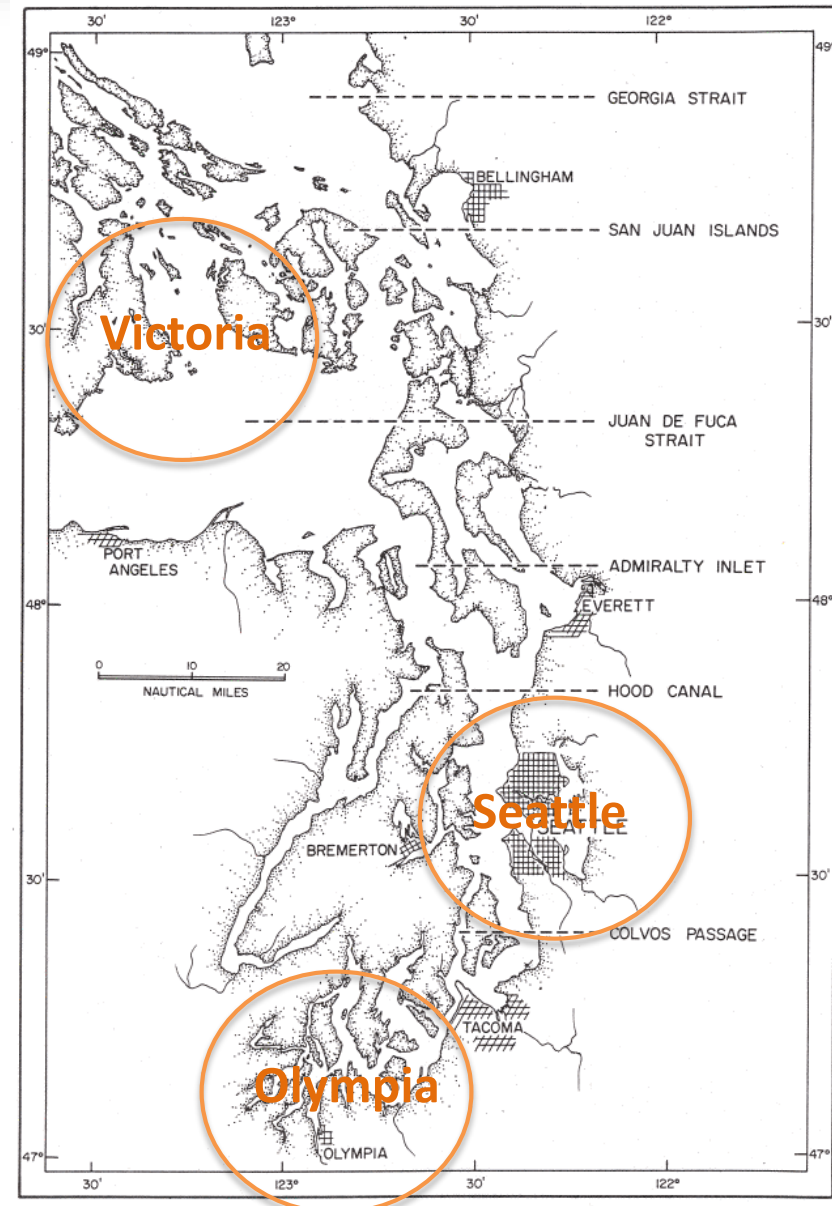 30'
123°
30'
122°
49°
49°
GEORGIA STRAIT
BELLINGHAM
SAN JUAN ISLANDS
30'
Victoria
30'
JUAN DE FUCA
STRAIT
PORT
ANGELES
ADMIRALTY INLET
48°
EVERETT
48°
0
10
20
NAUTICAL MILES
HOOD CANAL
Seattle
SEATTLE
BREMERTON
30'
30'
COLVOS PASSAGE
TACOMA
Olympia
OLYMPIA
47°
47°
30'
123°
30'
122°